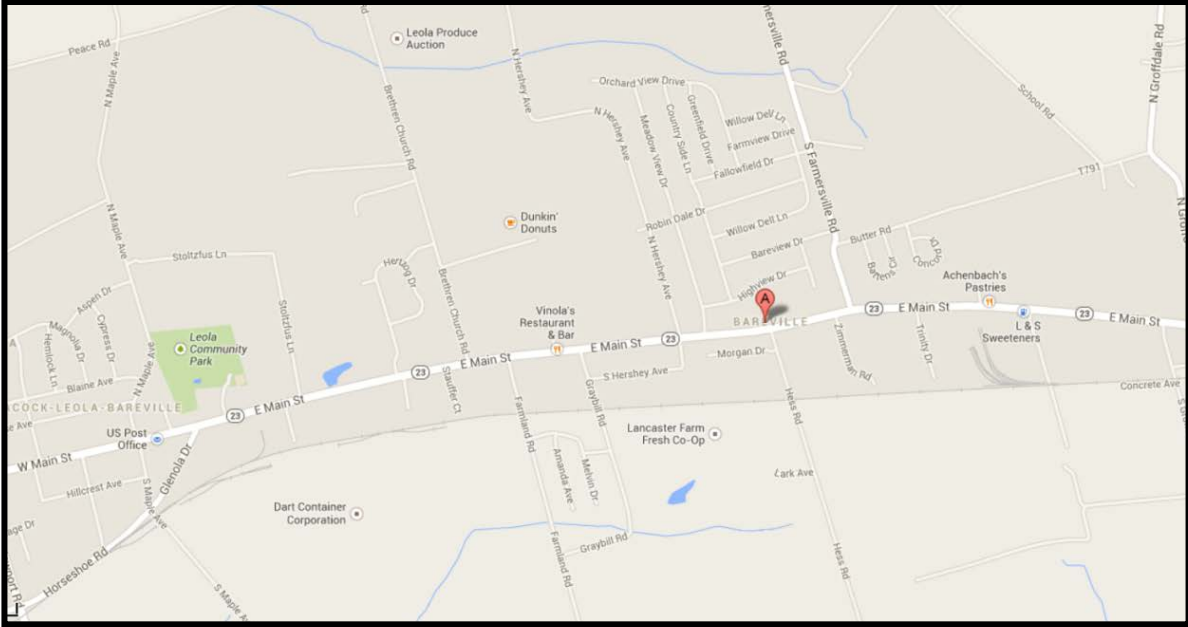 Peace Rd
N Maple Ave
Brethren Church Rd
Leola Produce
Auction
N Hershey Ave
Orchard View Drive
N Hershey Ave
Meadow View Dr
Country Side Ln
Greenfield Drive
Willow Dell Ln
Farmview Drive
Fallowfield Dr
mersville Rd
S Farmersville Rd
School Rd
N Groffdale Rd
T791
N Grof
N Maple Ave
Stoltzfus Ln
Stoltzfus Ln
Dunkin'
Donuts
Robin Dale Dr
Willow Dell Ln
Bareview Dr
Highview Dr
N Hershey Ave
Butter Rd
Achenbach's
Pastries
Hertzog Dr
Brethren Church Rd
Aspen Dr
Magnolia Dr
Cypress Dr
Hemlock Ln
Blaine Ave
N Maple Ave
Leola
Community
Park
Vinola's
Restaurant
& Bar
A
BAREVILLE
23
E Main St
23
E Main St
L & S
Sweeteners
E Main St
23
E Main St
23
Morgan Dr
Zimmerman Rd
Trinity Dr
S Hershey Ave
Stauffer Ct
Concrete Ave
ACOCK-LEOLA-BAREVILLE
23
E Main St
US Post
Office
W Main St
Glenola Dr
Hillcrest Ave
S Maple Ave
Farmland Rd
Graybill Rd
Hess Rd
Lancaster Farm
Fresh Co-Op
Amanda Ave
Melvin Dr
Zark Ave
Dart Container
Corporation
Horseshoe Rd
Farmland Rd
Graybill Rd
Hess Rd
S Maple A